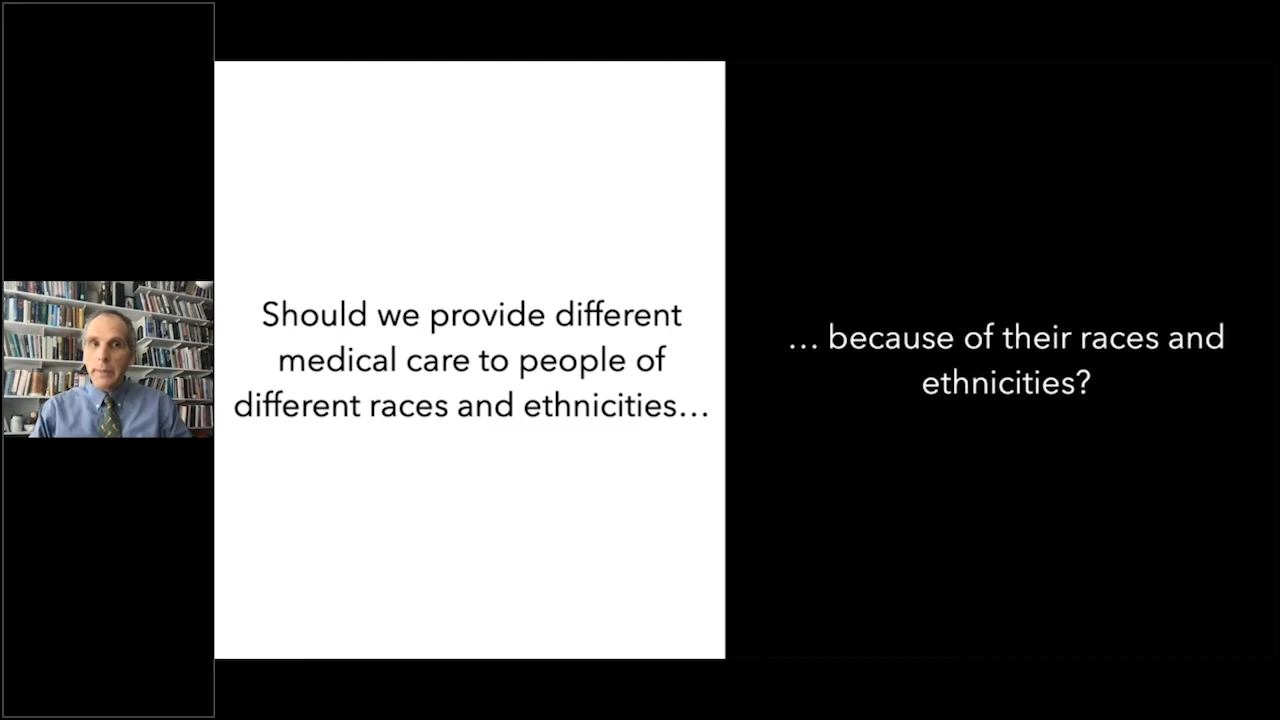 Should we provide different
medical care to people of
different races and ethnicities…
… because of their races and
ethnicities?